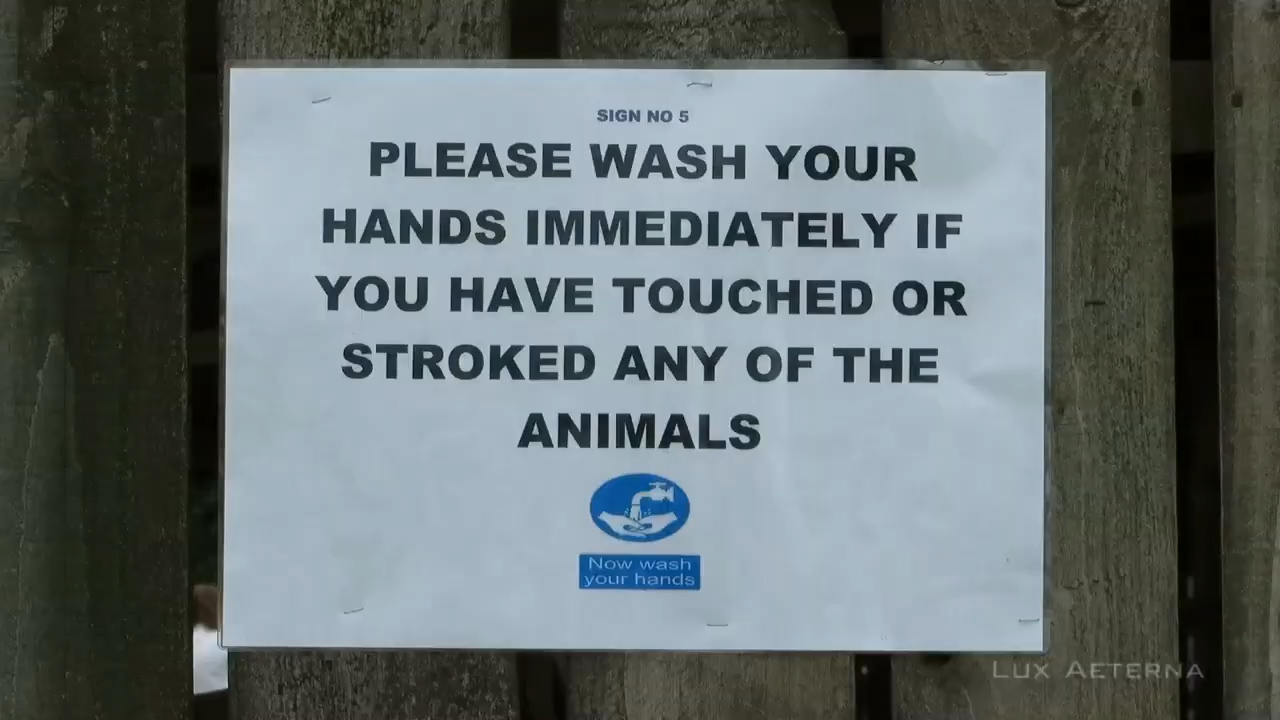 SIGN NO 5
PLEASE WASH YOUR
HANDS IMMEDIATELY IF
YOU HAVE TOUCHED OR
STROKED ANY OF THE
ANIMALS
Now wash
your hands
LUX AETERNA